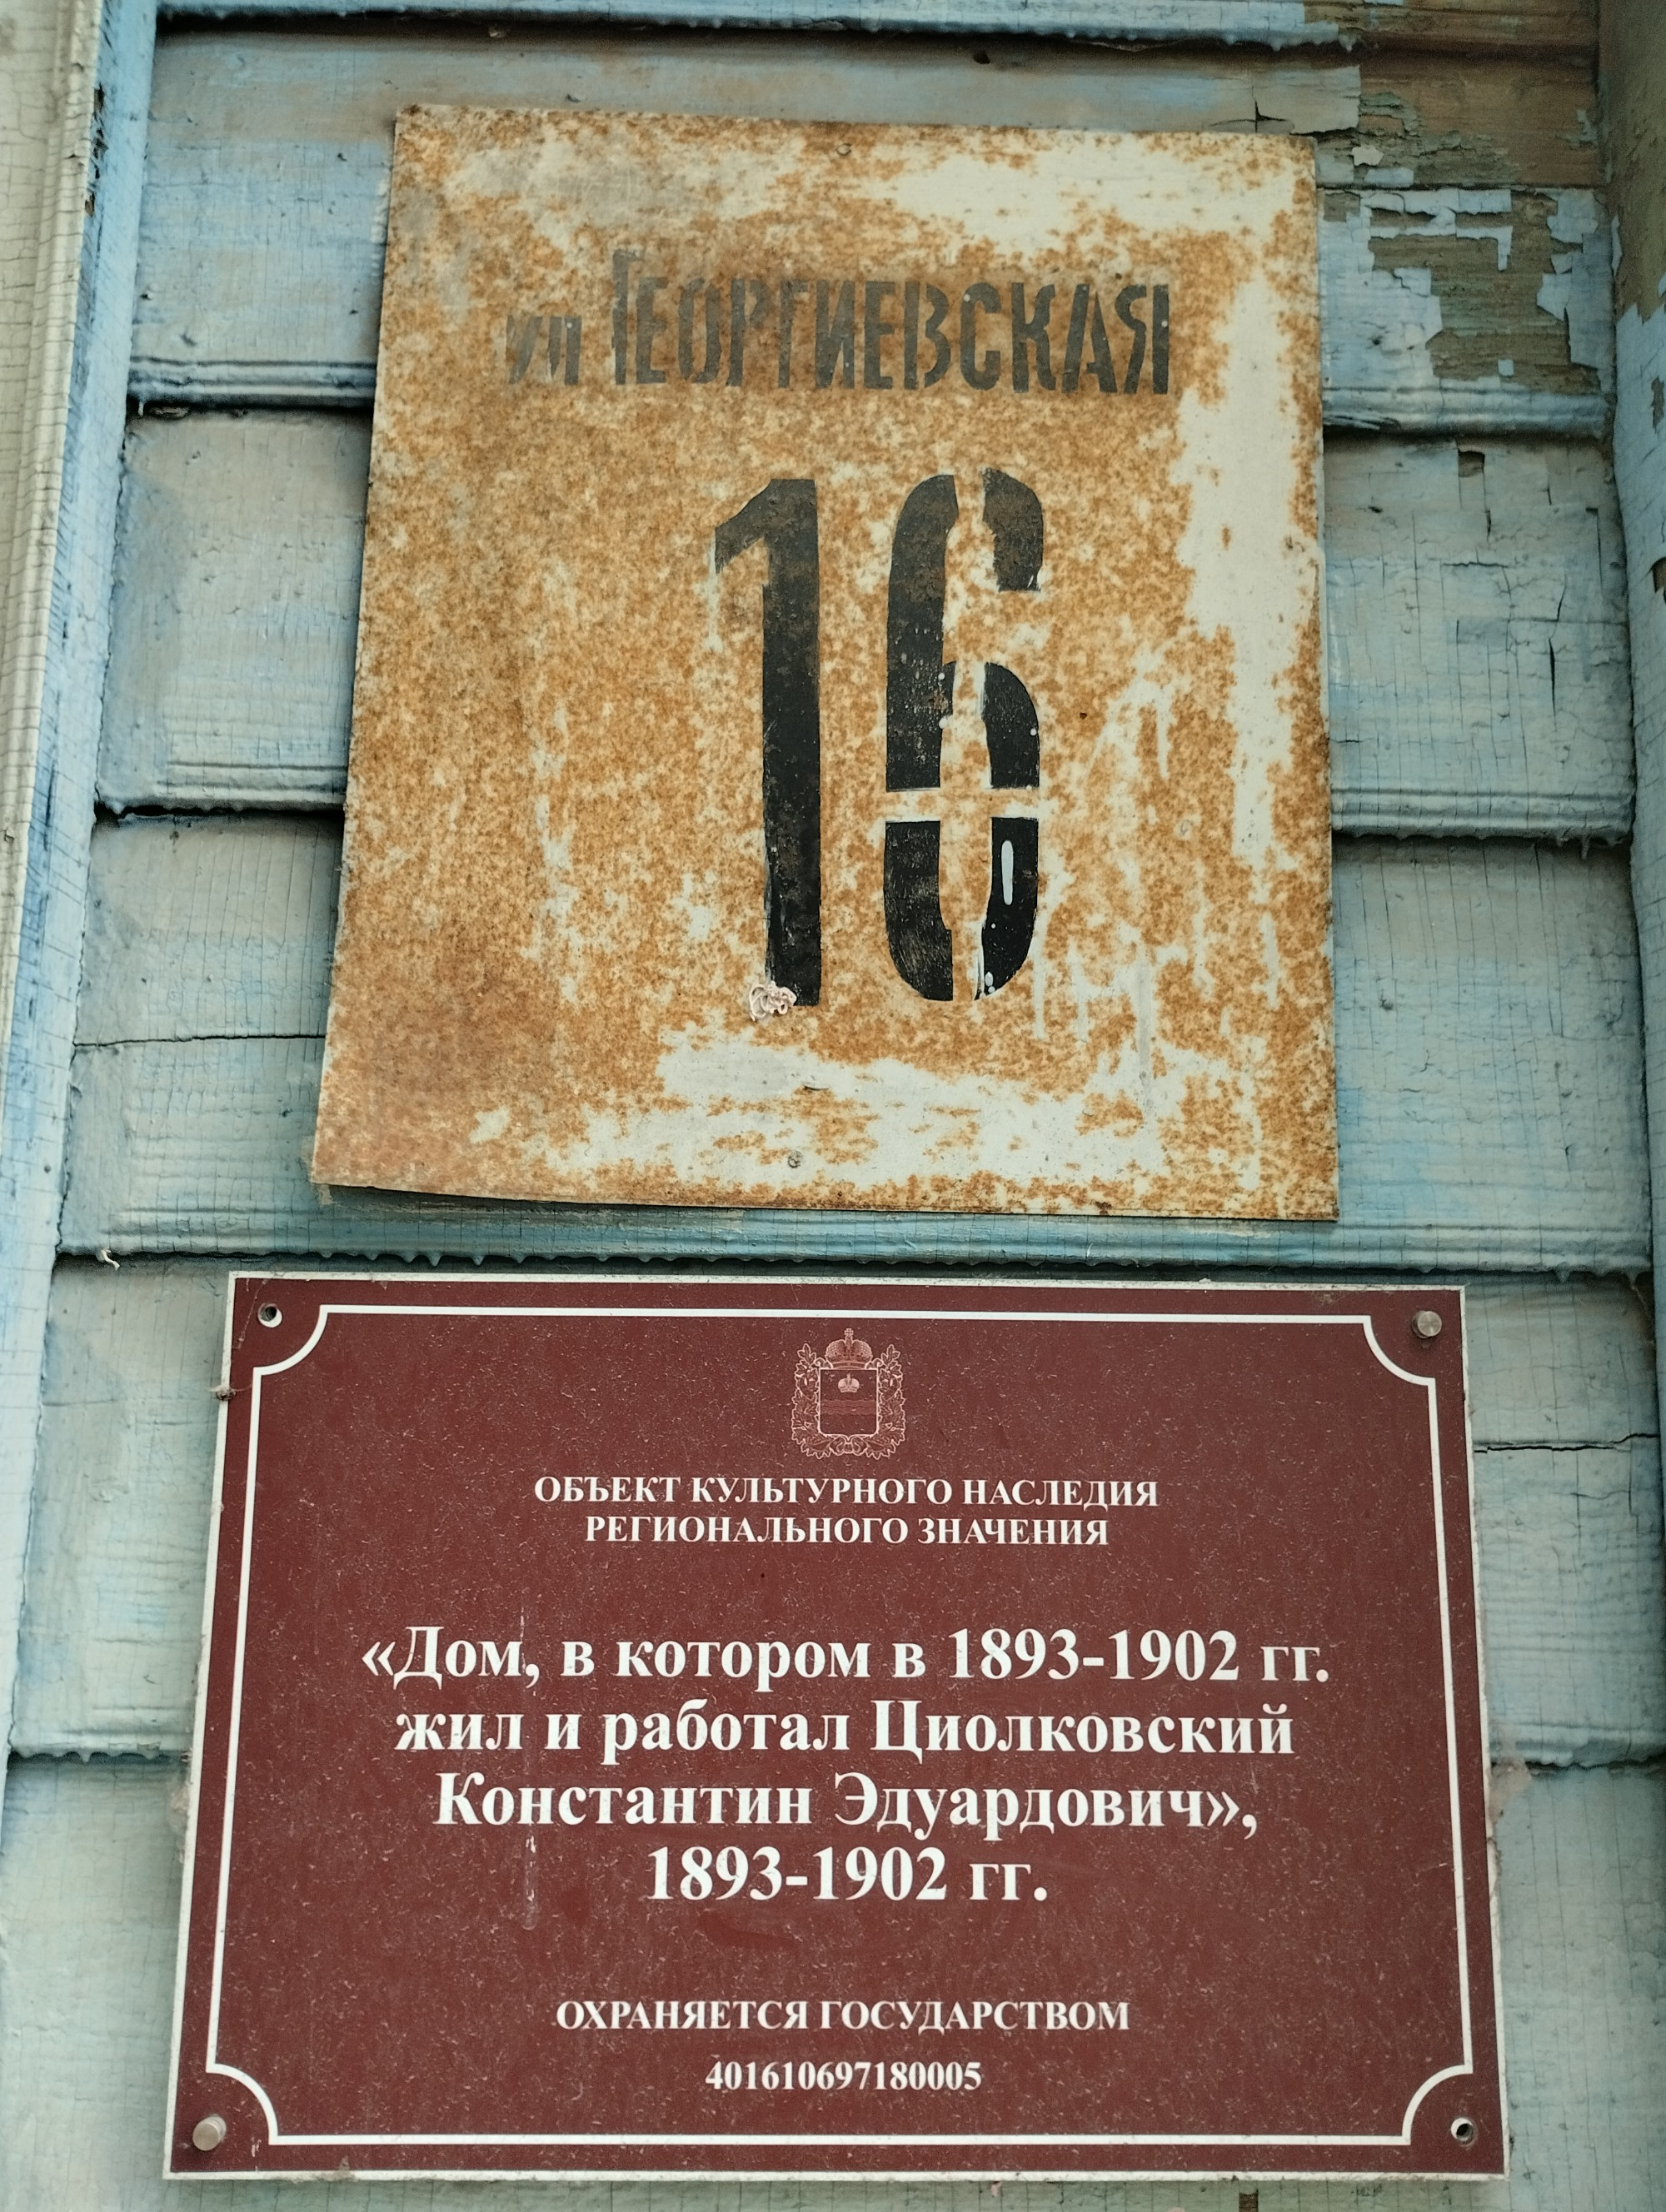 ул Георгиевская
16
ОБЪЕКТ КУЛЬТУРНОГО НАСЛЕДИЯ
РЕГИОНАЛЬНОГО ЗНАЧЕНИЯ
«Дом, в котором в 1893-1902 гг.
жил и работал Циолковский
Константин Эдуардович»,
1893-1902 гг.
ОХРАНЯЕТСЯ ГОСУДАРСТВОМ
401610697180005